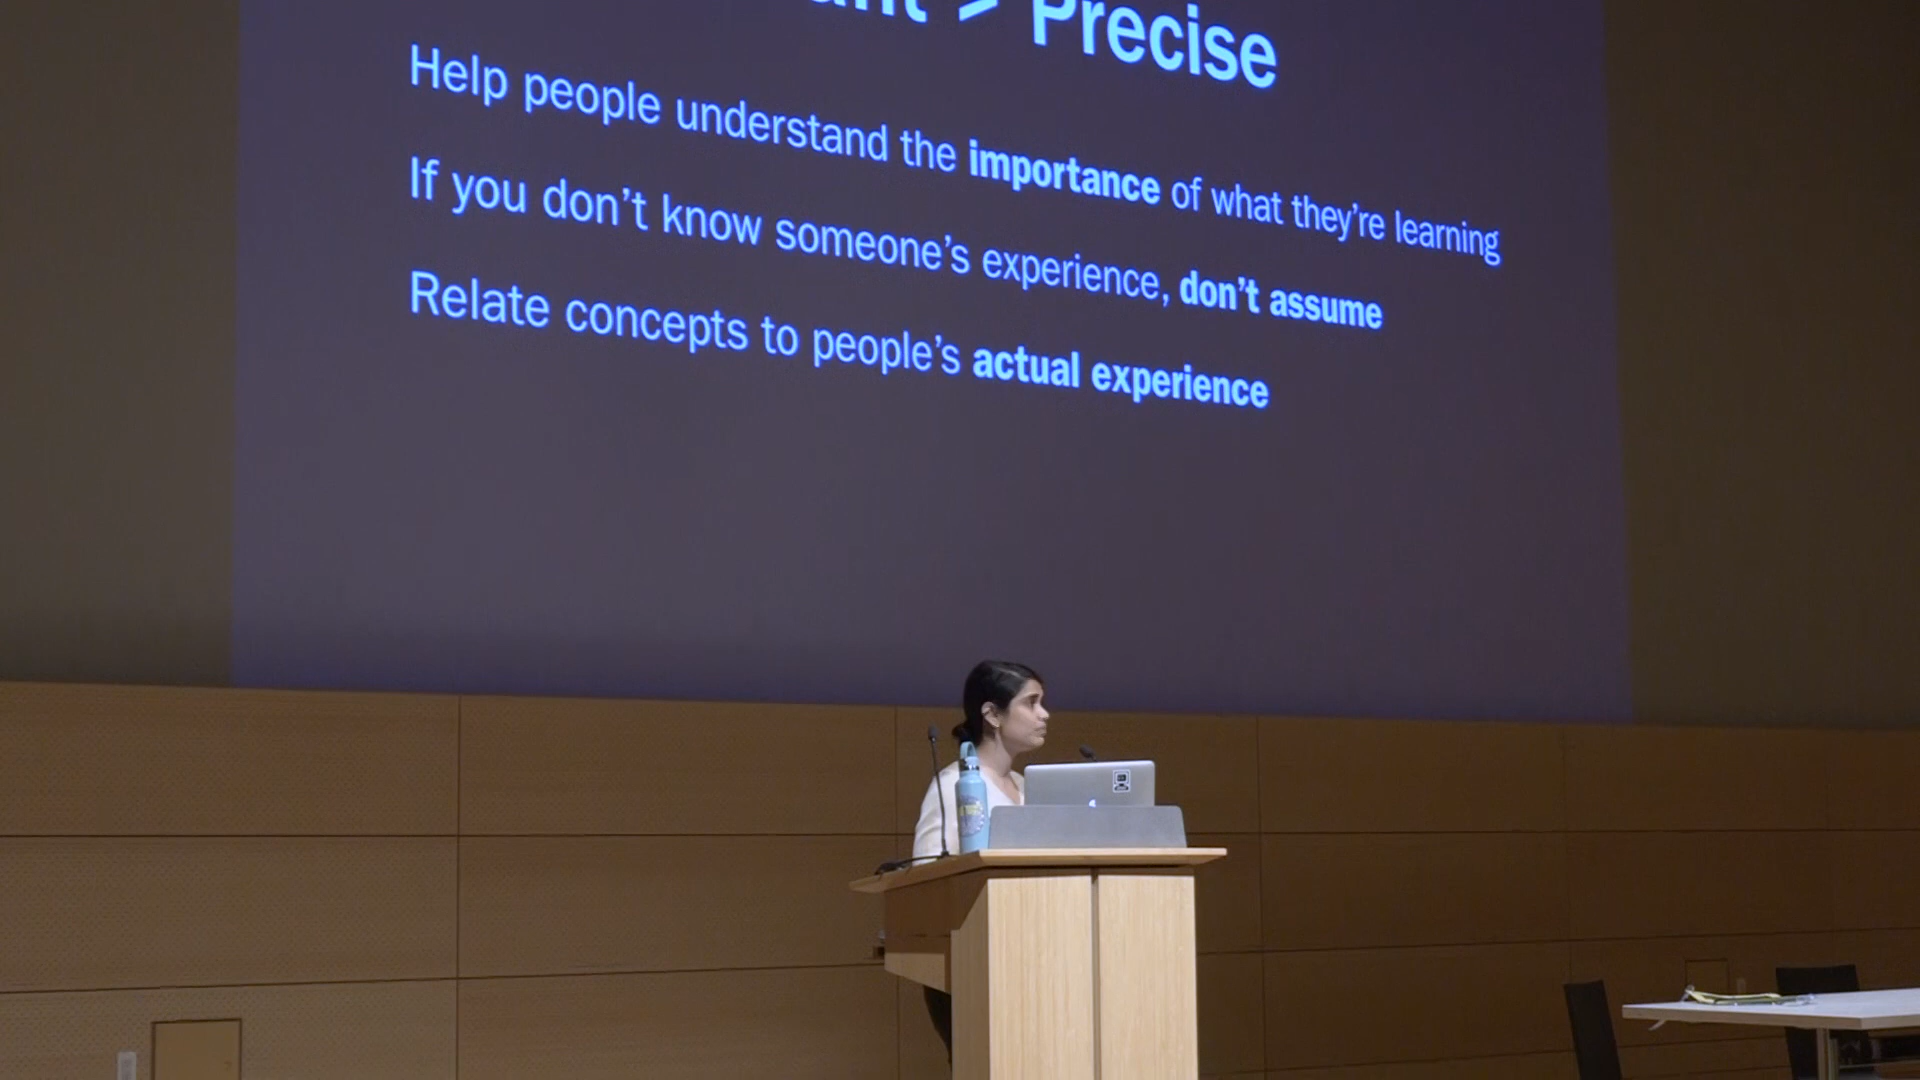 > Precise
Help people understand the importance of what they're learning
If you don't know someone's experience, don't assume
Relate concepts to people's actual experience